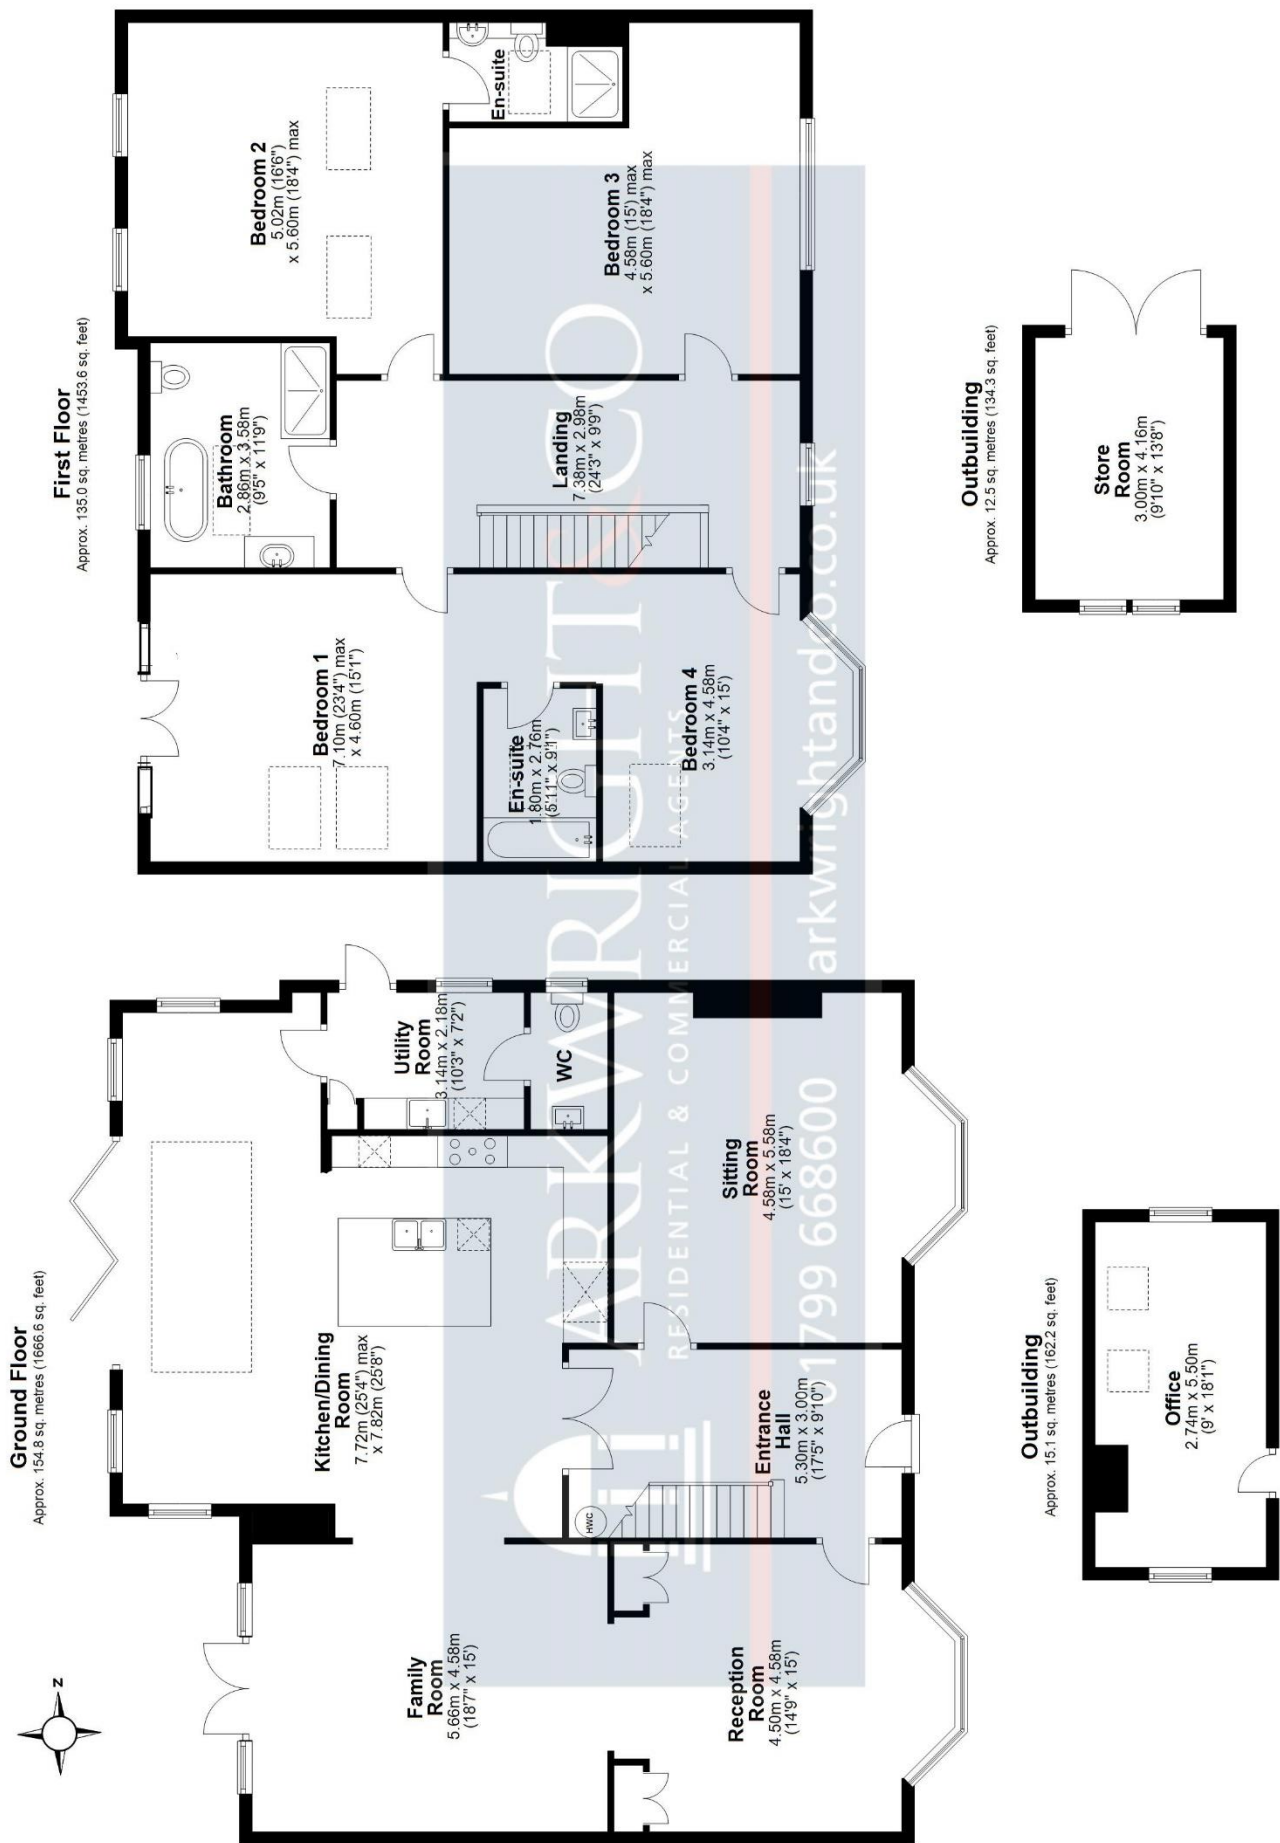 Ground Floor
Approx. 154.8 sq. metres (1666.6 sq. feet)
Kitchen/Dining
Room
7.72m (25'4") max
x 7.82m (25'8")
Utility
Room
3.14m x 2.18m
(10'3" x 7'2")
WC
Family
Room
5.66m x 4.58m
(18'7" x 15')
Reception
Room
4.50m x 4.58m
(14'9" x 15')
HWC
Entrance
Hall
5.30m x 3.00m
(17'5" x 9'10")
Sitting
Room
4.58m x 5.58m
(15' x 18'4")
First Floor
Approx. 135.0 sq. metres (1453.6 sq. feet)
Bedroom 1
7.10m (23'4") max
x 4.60m (15'1")
Bathroom
2.86m x 3.58m
(9'5" x 11'9")
Bedroom 2
5.02m (16'6")
x 5.60m (18'4") max
En-suite
En-suite
1.80m x 2.76m
(5'11" x 9'1")
Landing
7.38m x 2.98m
(24'3" x 9'9")
Bedroom 3
4.58m (15') max
x 5.60m (18'4") max
Bedroom 4
3.14m x 4.58m
(10'4" x 15')
Outbuilding
Approx. 15.1 sq. metres (162.2 sq. feet)
Office
2.74m x 5.50m
(9' x 18'1")
Outbuilding
Approx. 12.5 sq. metres (134.3 sq. feet)
Store
Room
3.00m x 4.16m
(9'10" x 13'8")
ARKWRIGHT&CO
RESIDENTIAL & COMMERCIAL AGENTS
01799 668600
arkwrightandco.co.uk
N